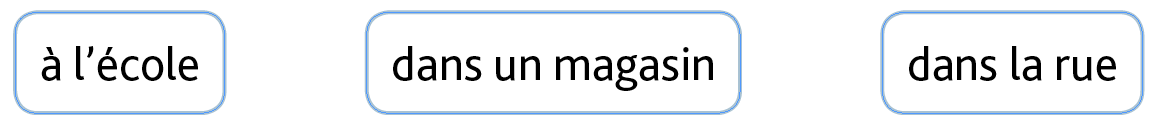 à l’école dans un magasin dans la rue